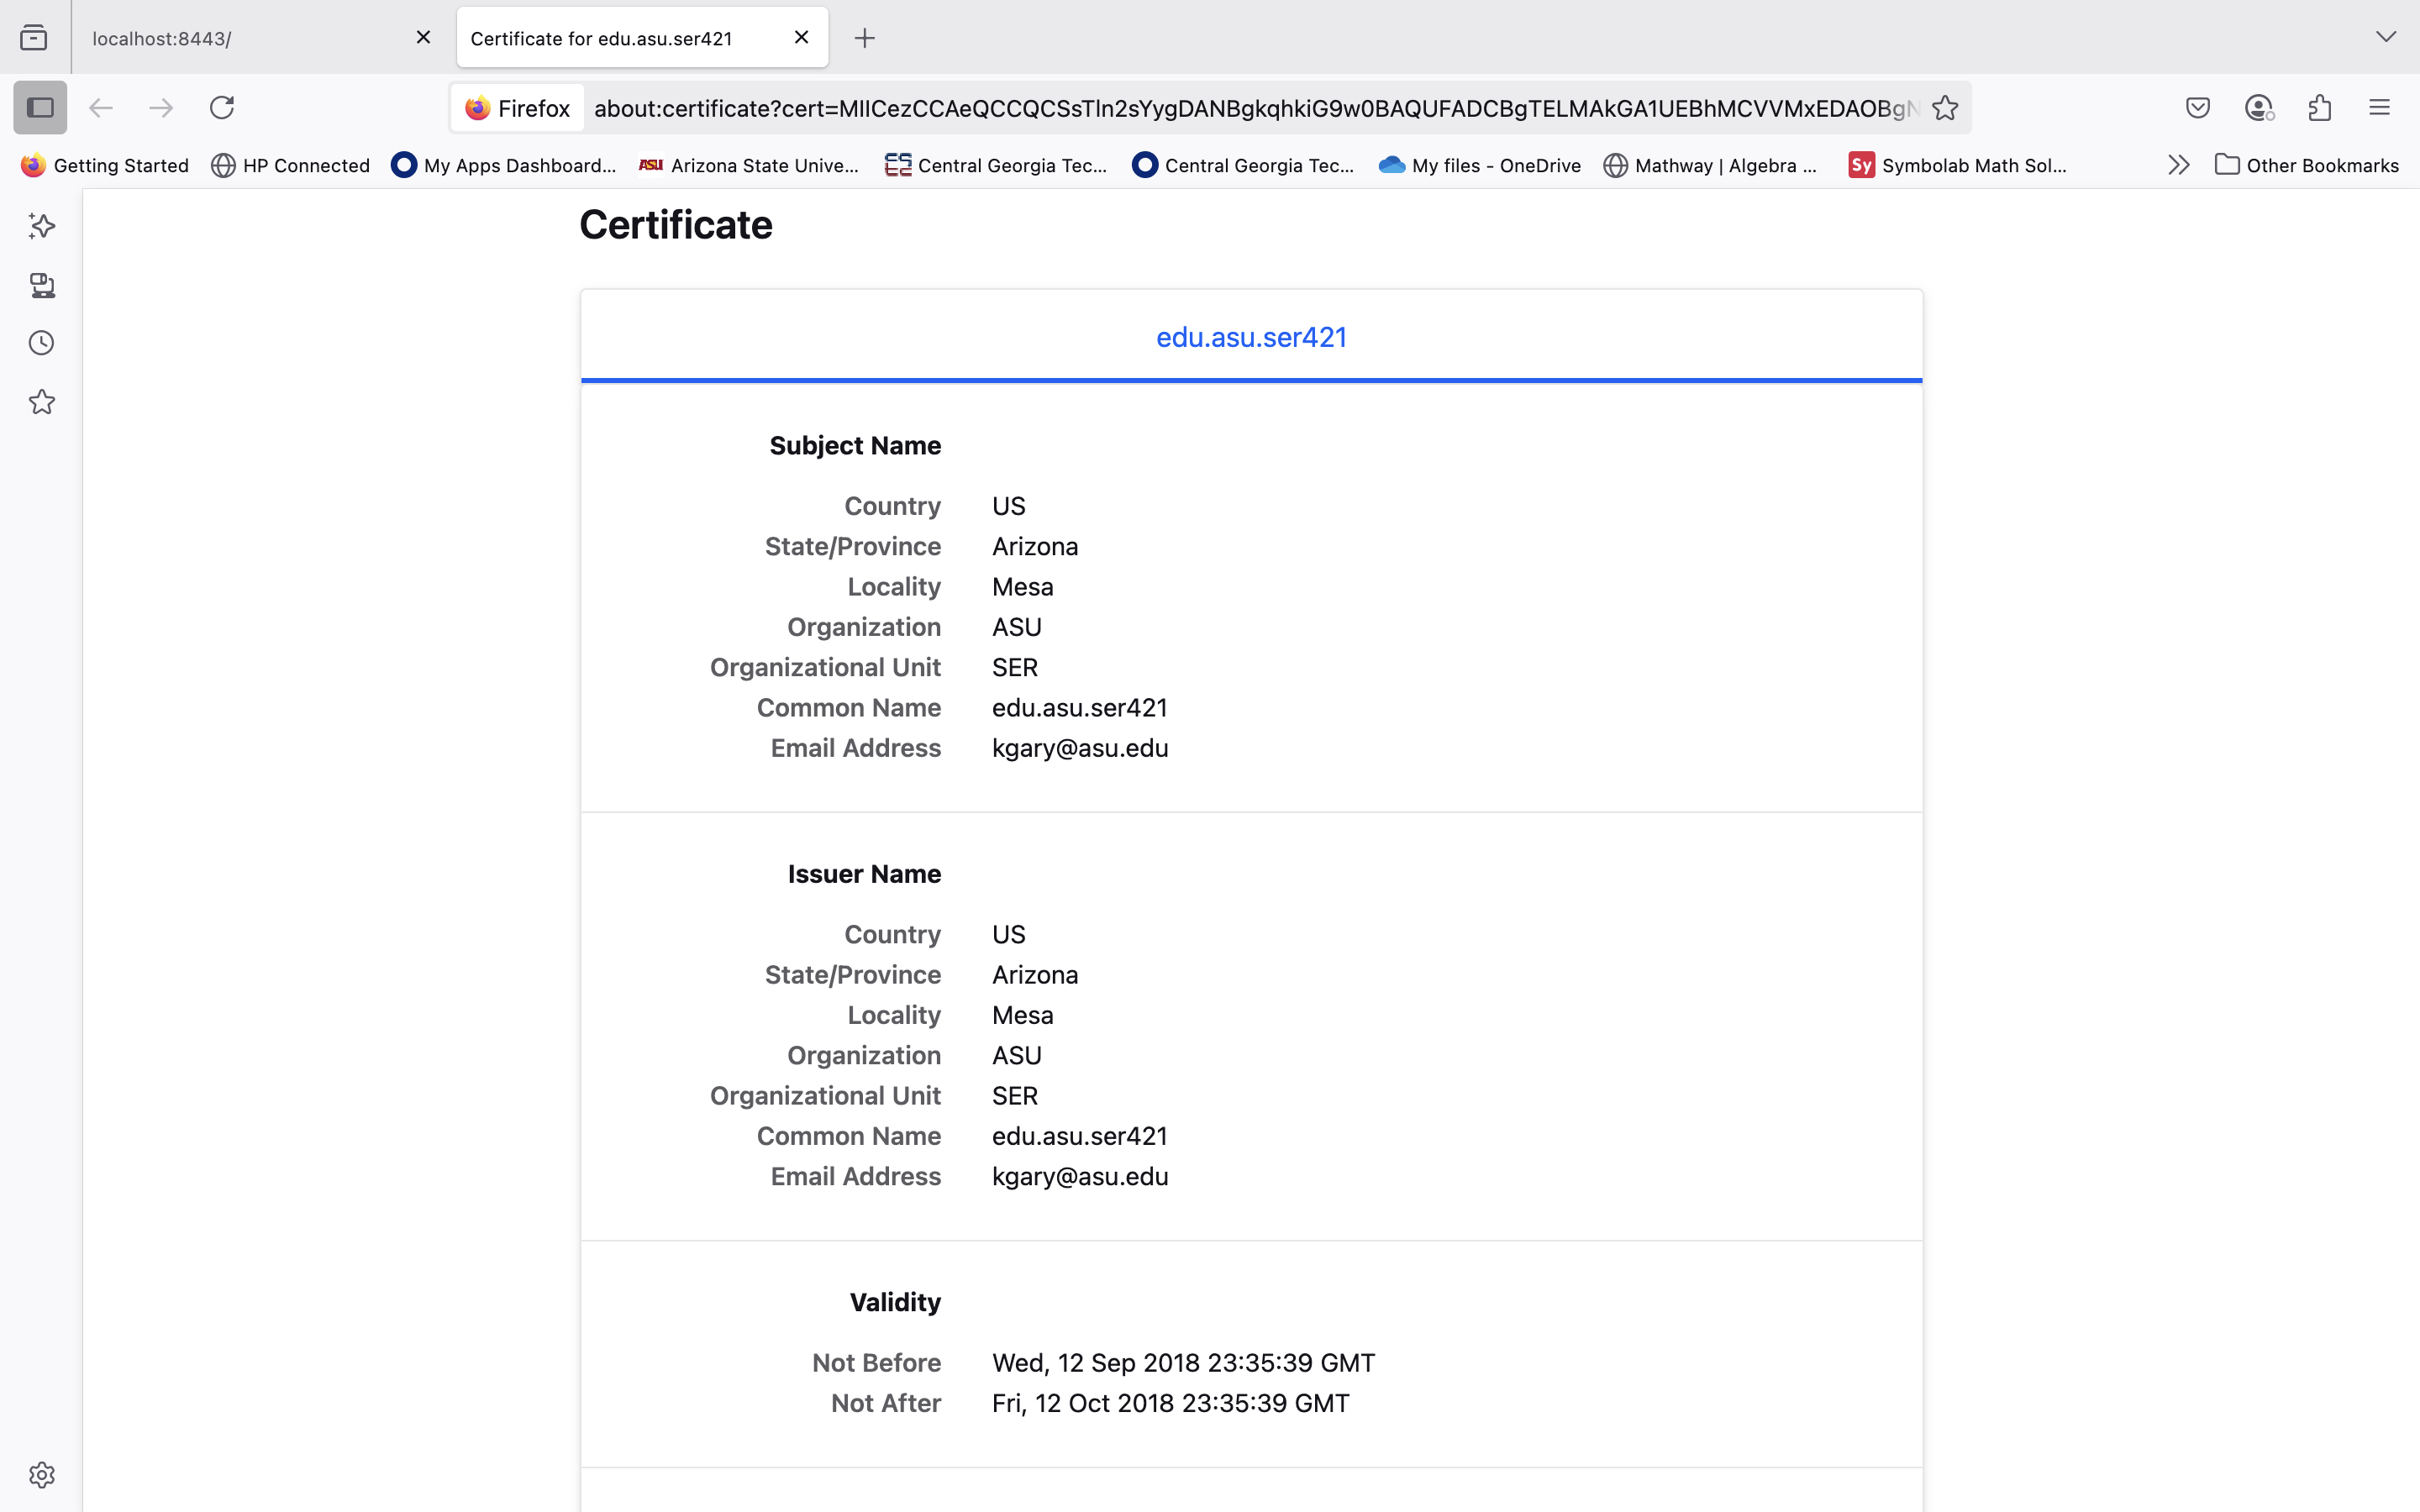 localhost:8443/
Certificate for edu.asu.ser421
Firefox about:certificate?cert=MIICezCCAeQCCQCSsTIn2sYygDANBgkqhkiG9w0BAQUFADCBgTELMAkGA1UEBhMCVVMxEDAOBgN
Getting Started HP Connected My Apps Dashboard... ASU Arizona State Unive... Central Georgia Tec... Central Georgia Tec... My files - OneDrive Mathway | Algebra ... Sy Symbolab Math Sol... Other Bookmarks
Certificate
edu.asu.ser421
Subject Name
Country US
State/Province Arizona
Locality Mesa
Organization ASU
Organizational Unit SER
Common Name edu.asu.ser421
Email Address kgary@asu.edu
Issuer Name
Country US
State/Province Arizona
Locality Mesa
Organization ASU
Organizational Unit SER
Common Name edu.asu.ser421
Email Address kgary@asu.edu
Validity
Not Before Wed, 12 Sep 2018 23:35:39 GMT
Not After Fri, 12 Oct 2018 23:35:39 GMT